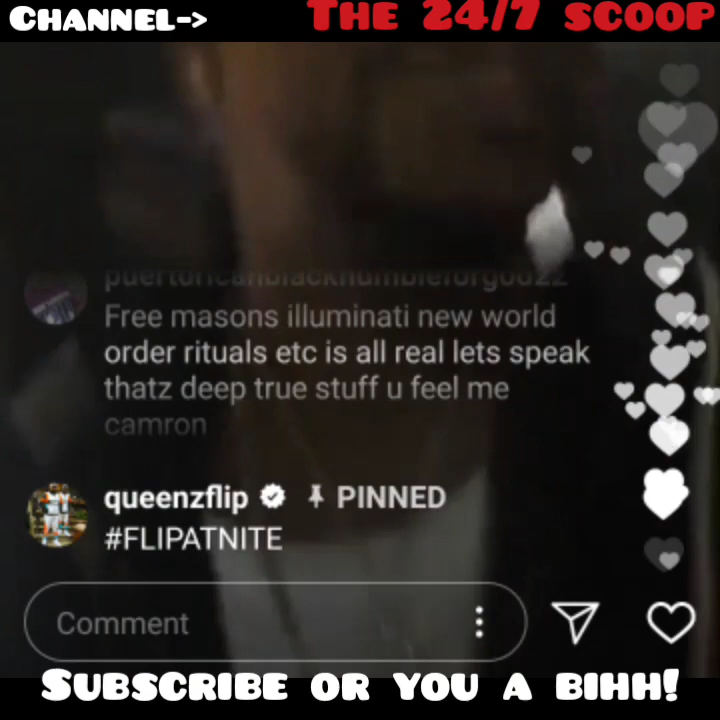 Channel->
The 24/7 scoop
puertoricanblackhumbleforgodzz
Free masons illuminati new world
order rituals etc is all real lets speak
thatz deep true stuff u feel me
camron
queenzflip PINNED
#FLIPATNITE
Comment
Subscribe or you a bihh!